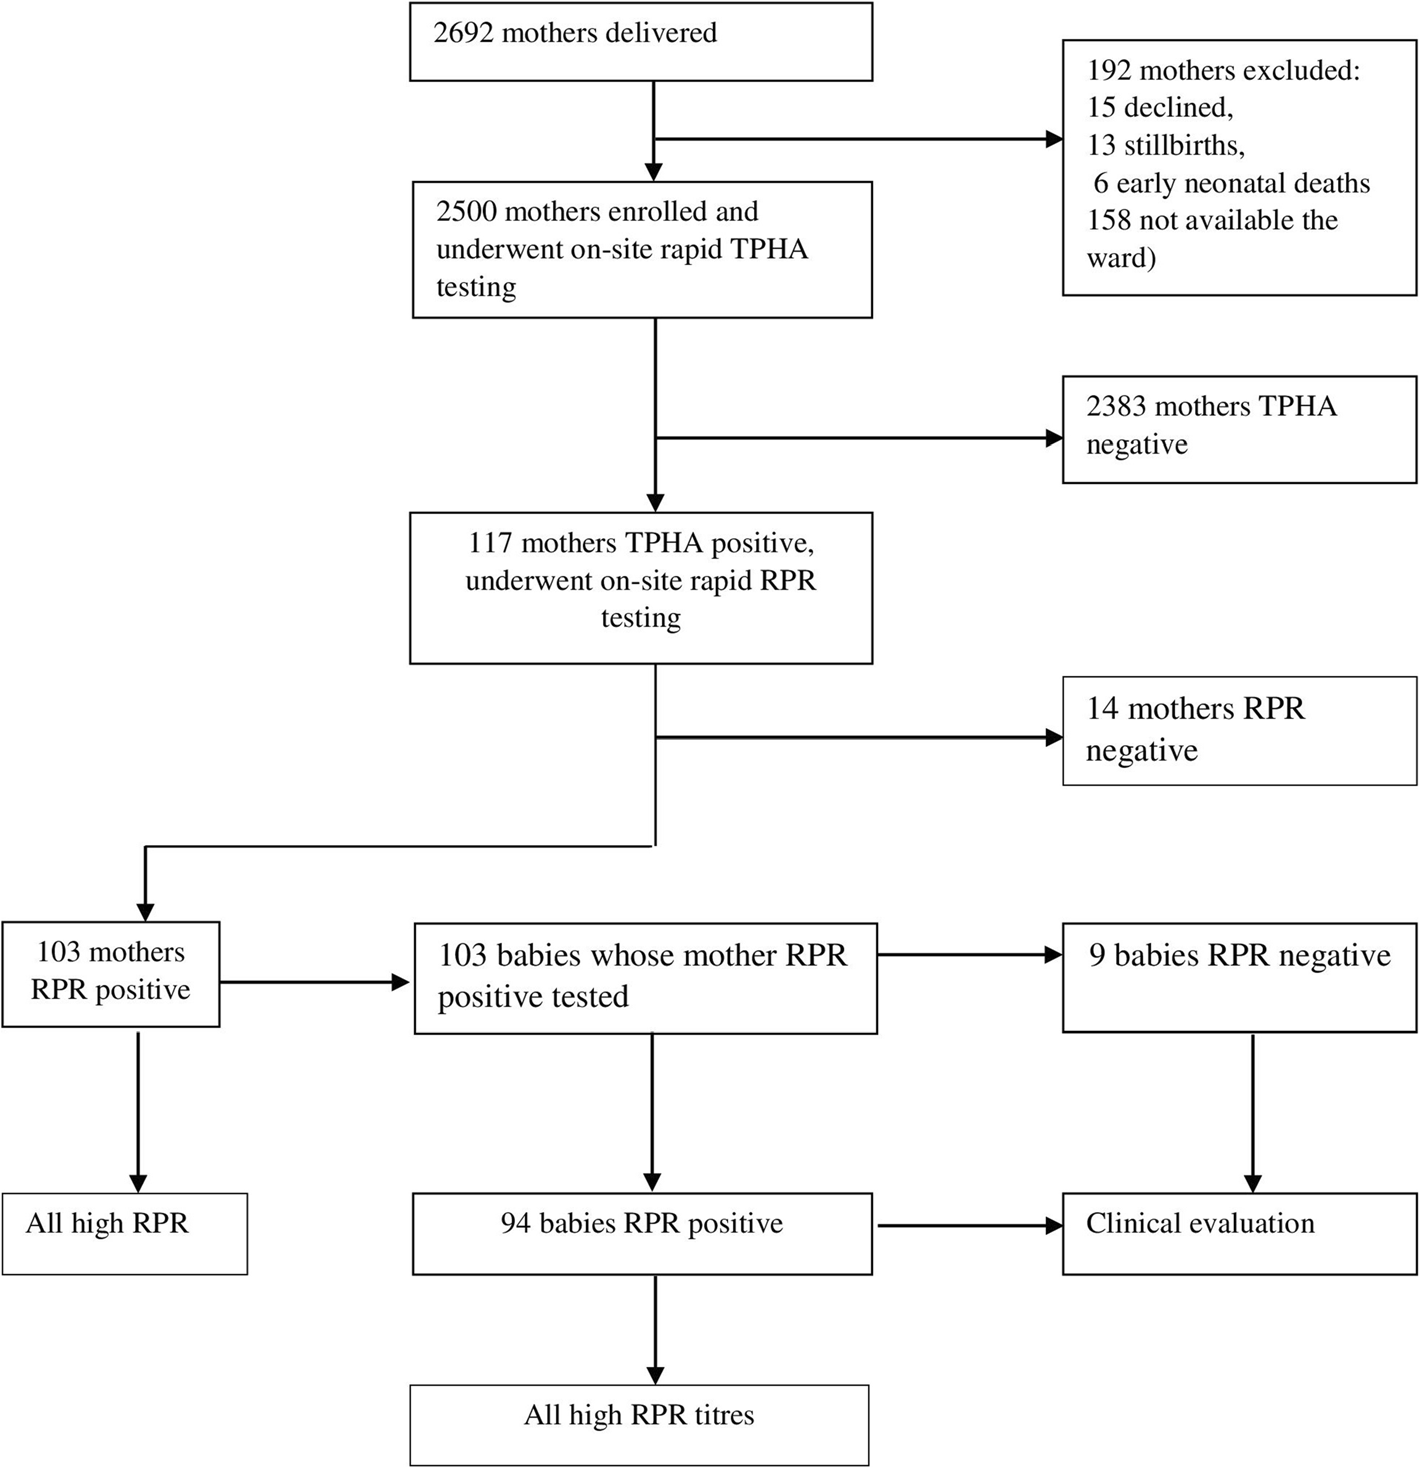 2692 mothers delivered
192 mothers excluded:
15 declined,
13 stillbirths,
6 early neonatal deaths
158 not available the
ward)
2500 mothers enrolled and
underwent on-site rapid TPHA
testing
2383 mothers TPHA
negative
117 mothers TPHA positive,
underwent on-site rapid RPR
testing
14 mothers RPR
negative
103 mothers
RPR positive
103 babies whose mother RPR
positive tested
9 babies RPR negative
All high RPR
94 babies RPR positive
Clinical evaluation
All high RPR titres